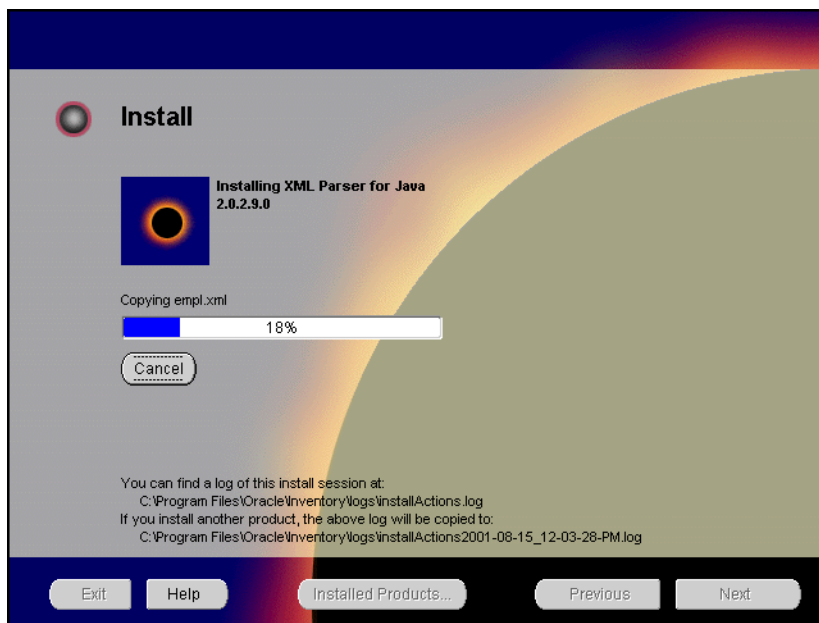 Install
Installing XML Parser for Java
2.0.2.9.0
Copying empl.xml
18%
Cancel
You can find a log of this install session at:
C:\Program Files\Oracle\Inventory\logs\installActions.log
If you install another product, the above log will be copied to:
C:\Program Files\Oracle\Inventory\logs\installActions2001-08-15_12-03-28-PM.log
Exit
Help
Installed Products...
Previous
Next